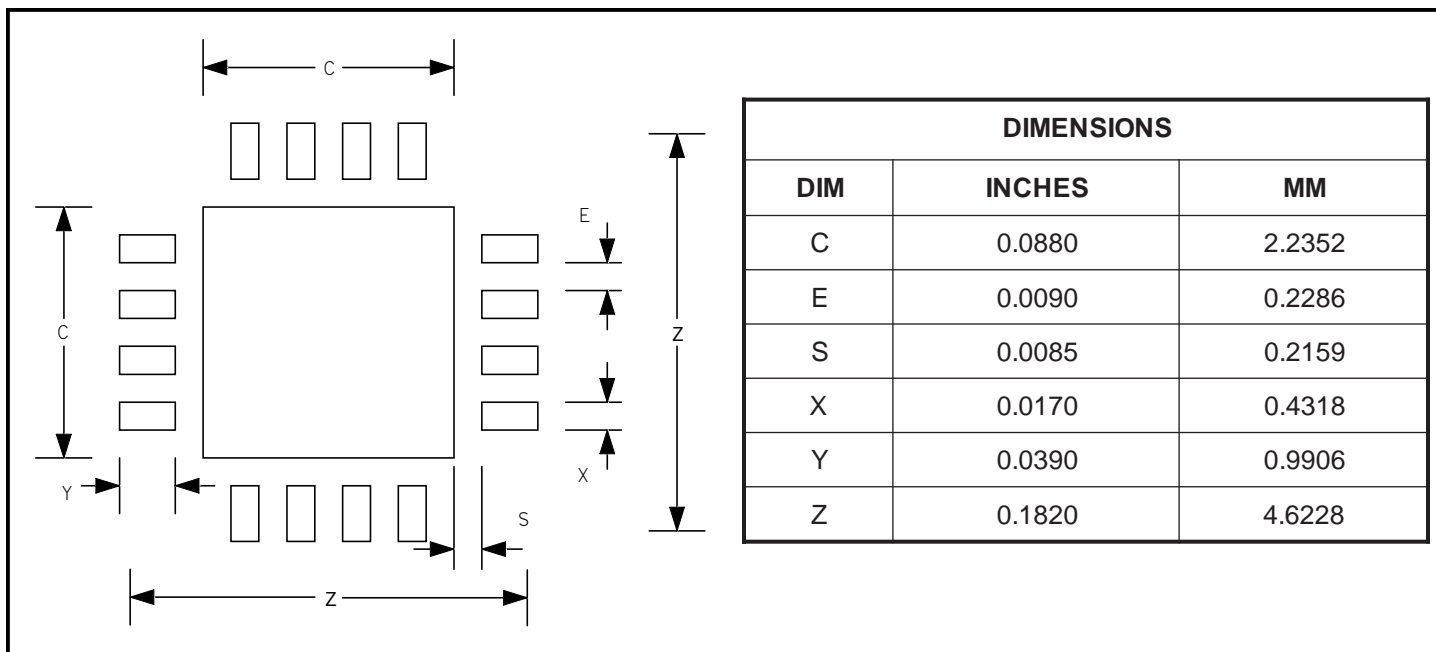 C
E
C
Z
X
Y
S
Z
DIMENSIONS
DIM INCHES MM
C 0.0880 2.2352
E 0.0090 0.2286
S 0.0085 0.2159
X 0.0170 0.4318
Y 0.0390 0.9906
Z 0.1820 4.6228